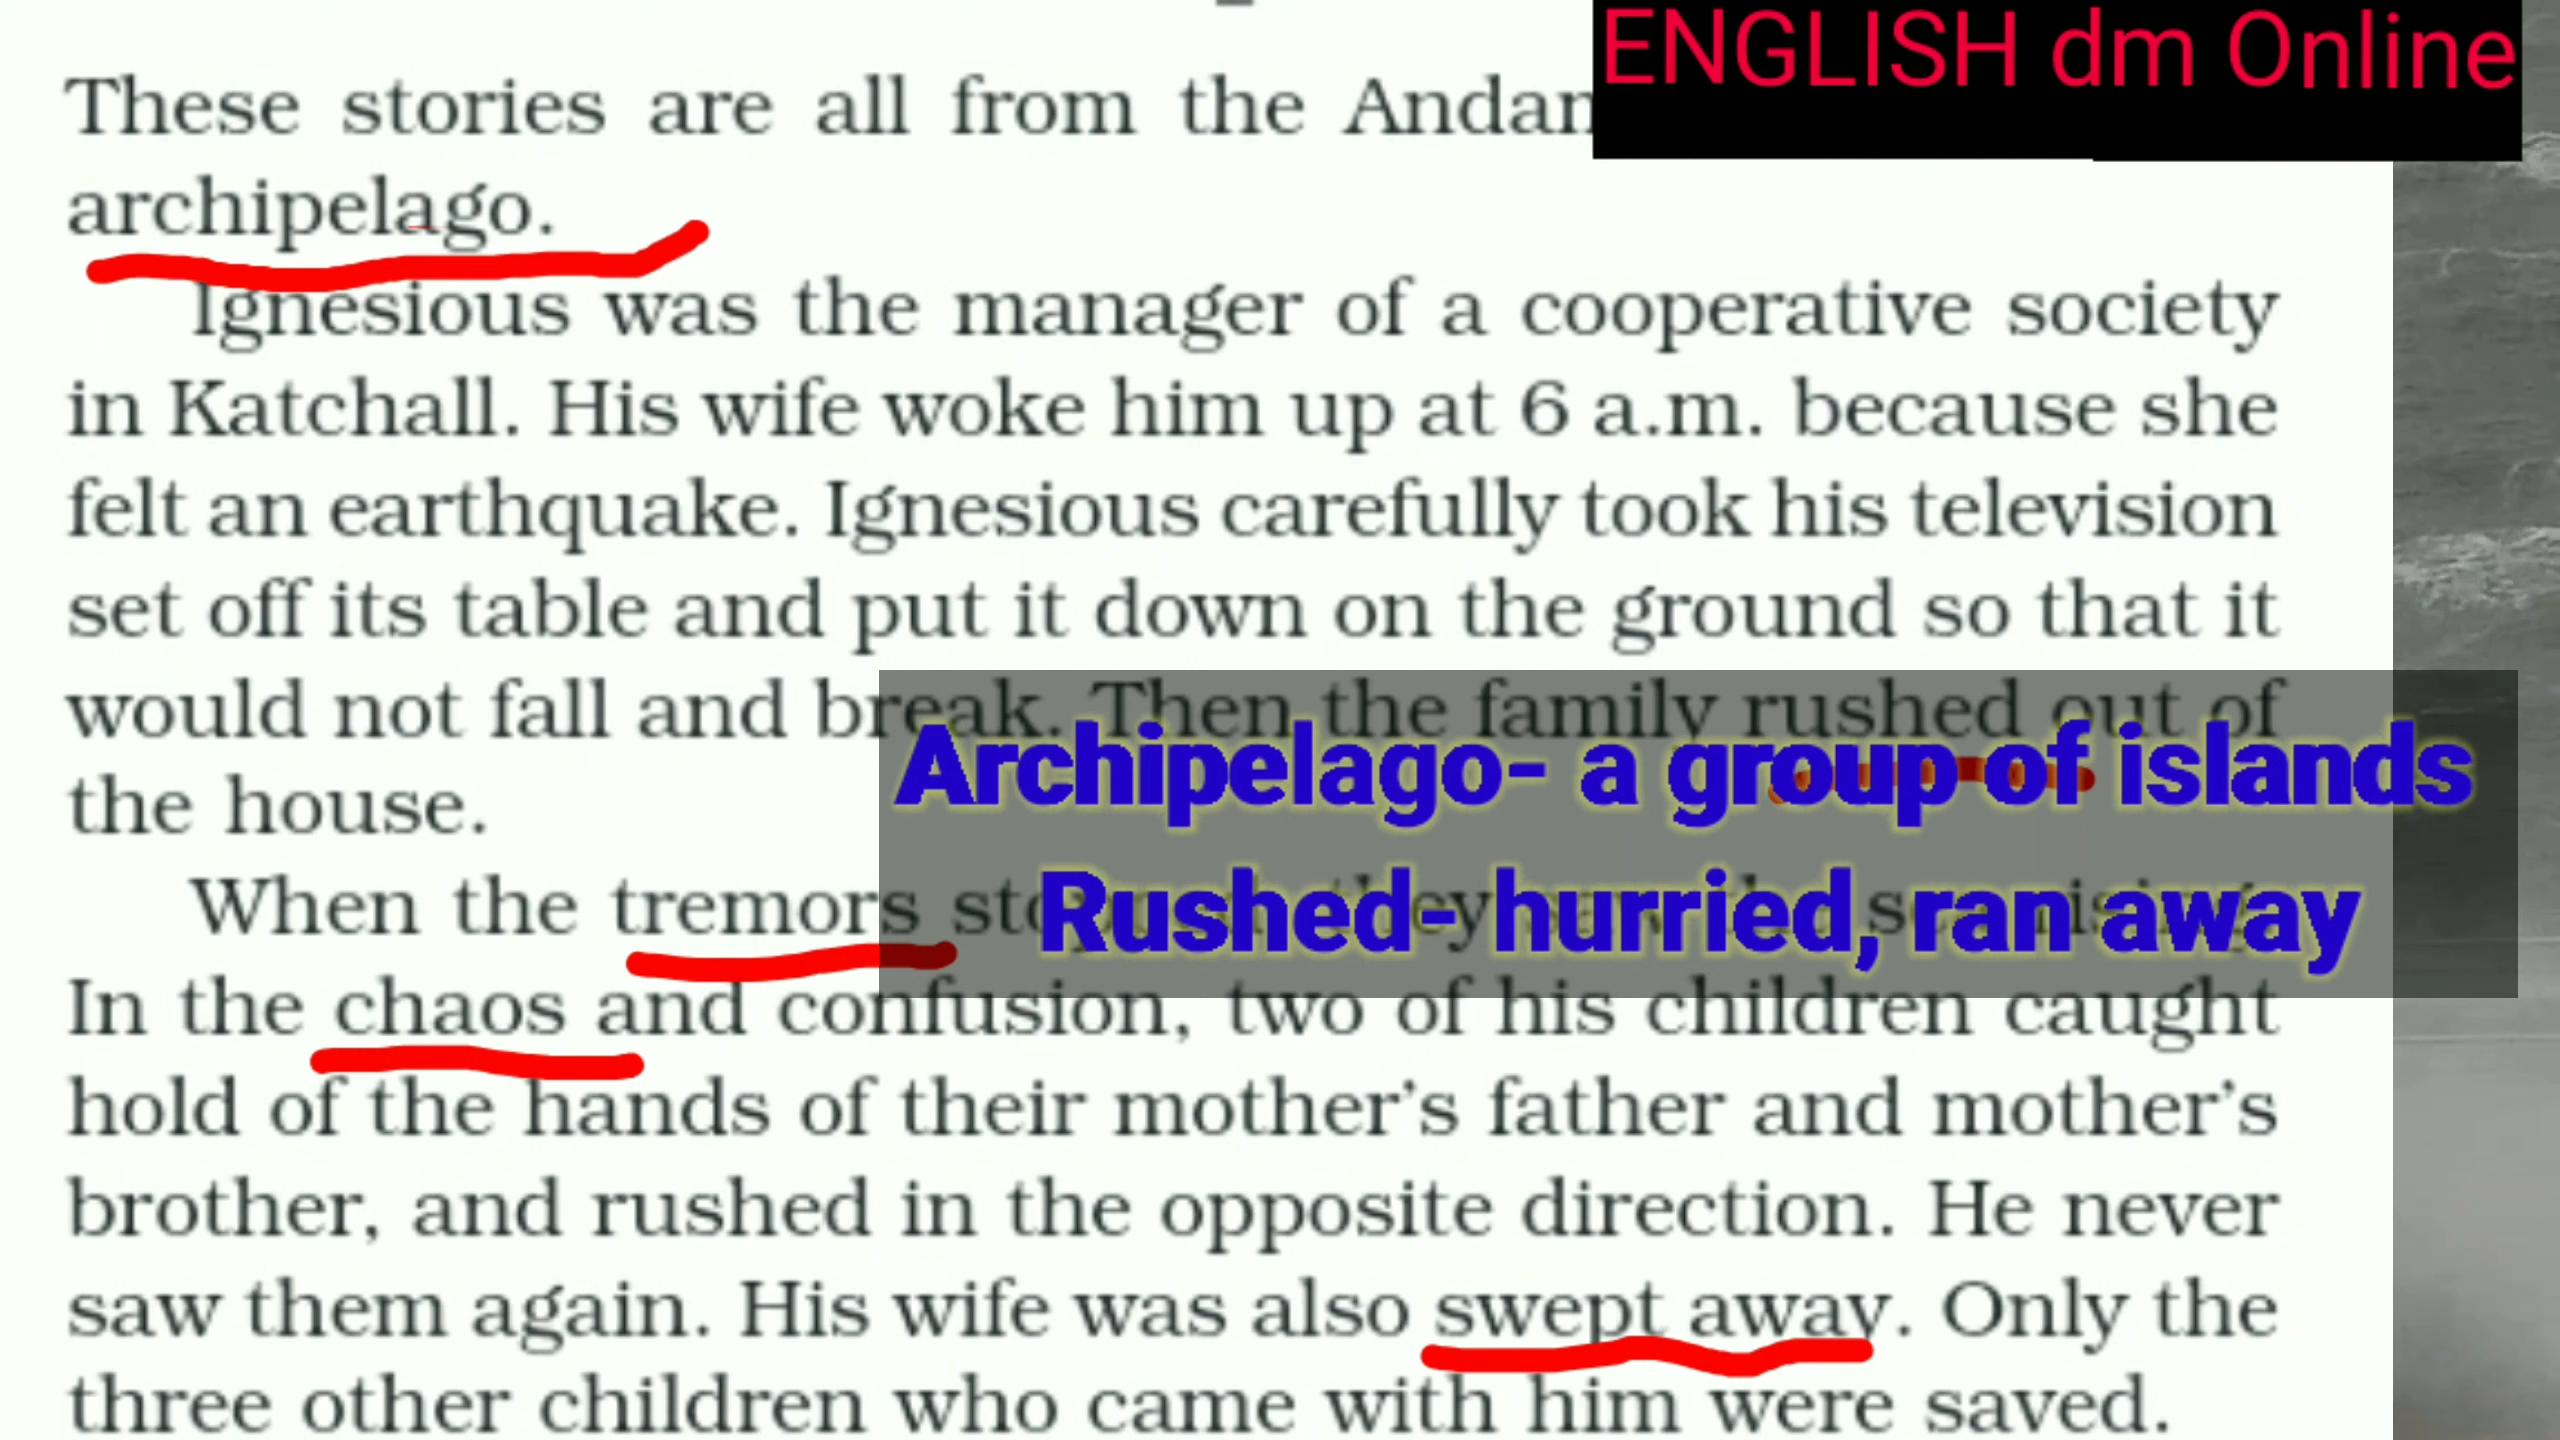 ENGLISH dm Online
These stories are all from the
archipelago.
Ignesious was the manager of a cooperative society
in Katchall. His wife woke him up at 6 a.m. because she
felt an earthquake. Ignesious carefully took his television
set off its table and put it down on the ground so that it
would not fall and break. Then the family rushed out of
the house.
Archipelago- a group of islands
Rushed- hurried, ran away
When the tremors
In the chaos and confusion, two of his children caught
hold of the hands of their mother's father and mother's
brother, and rushed in the opposite direction. He never
saw them again. His wife was also swept away. Only the
three other children who came with him were saved.